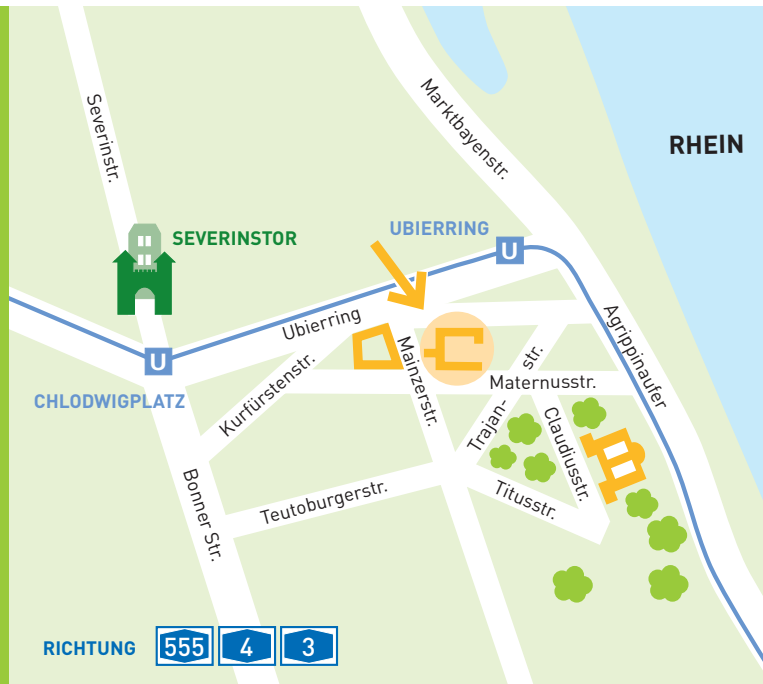 Severinstr.
Marktbayenstr.
RHEIN
SEVERINSTOR
UBIERRING
U
Ubierring
Agrippinaufer
U
CHLODWIGPLATZ
Kurfürstenstr.
Mainzerstr.
Trajan-
str.
Maternusstr.
Claudiusstr.
Bonner Str.
Teutoburgerstr.
Titusstr.
RICHTUNG 555 4 3